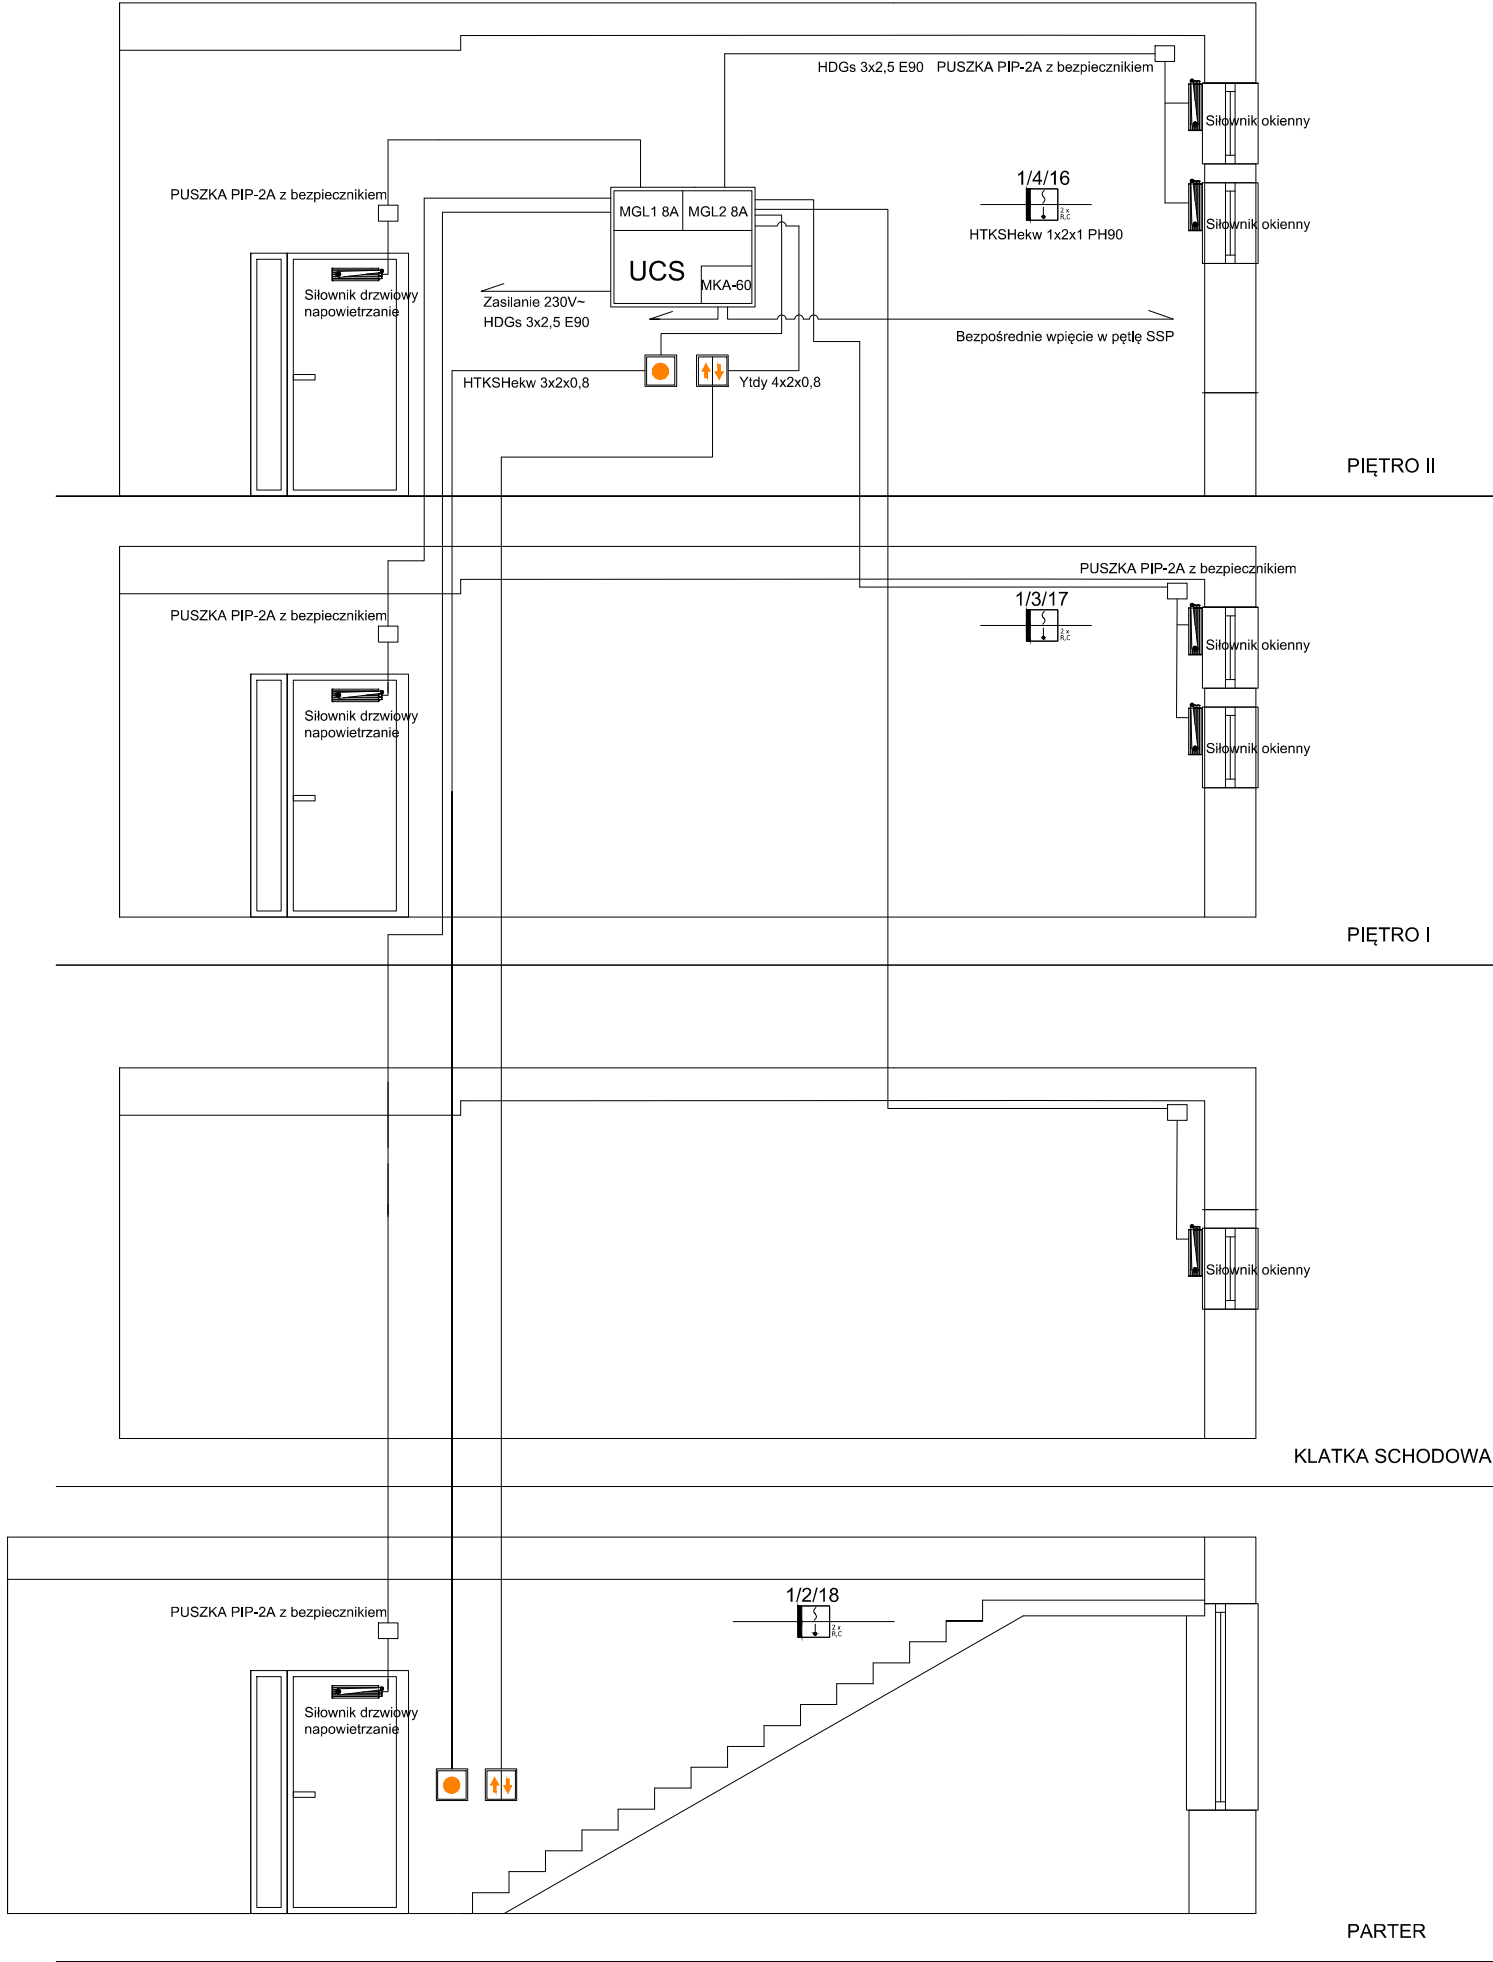 HDGs 3x2,5 E90 PUSZKA PIP-2A z bezpiecznikiem
Siłownik okienny
PUSZKA PIP-2A z bezpiecznikiem
MGL1 8A
MGL2 8A
1/4/16
2 x
R,C
HTKSHekw 1x2x1 PH90
Siłownik okienny
UCS
MKA-60
Siłownik drzwiowy
napowietrzanie
Zasilanie 230V~
HDGs 3x2,5 E90
Bezpośrednie wpięcie w pętlę SSP
HTKSHekw 3x2x0,8
Ytdy 4x2x0,8
PIĘTRO II
PUSZKA PIP-2A z bezpiecznikiem
1/3/17
2 x
R,C
PUSZKA PIP-2A z bezpiecznikiem
Siłownik okienny
Siłownik drzwiowy
napowietrzanie
Siłownik okienny
PIĘTRO I
Siłownik okienny
KLATKA SCHODOWA
1/2/18
2 x
R,C
PUSZKA PIP-2A z bezpiecznikiem
Siłownik drzwiowy
napowietrzanie
PARTER